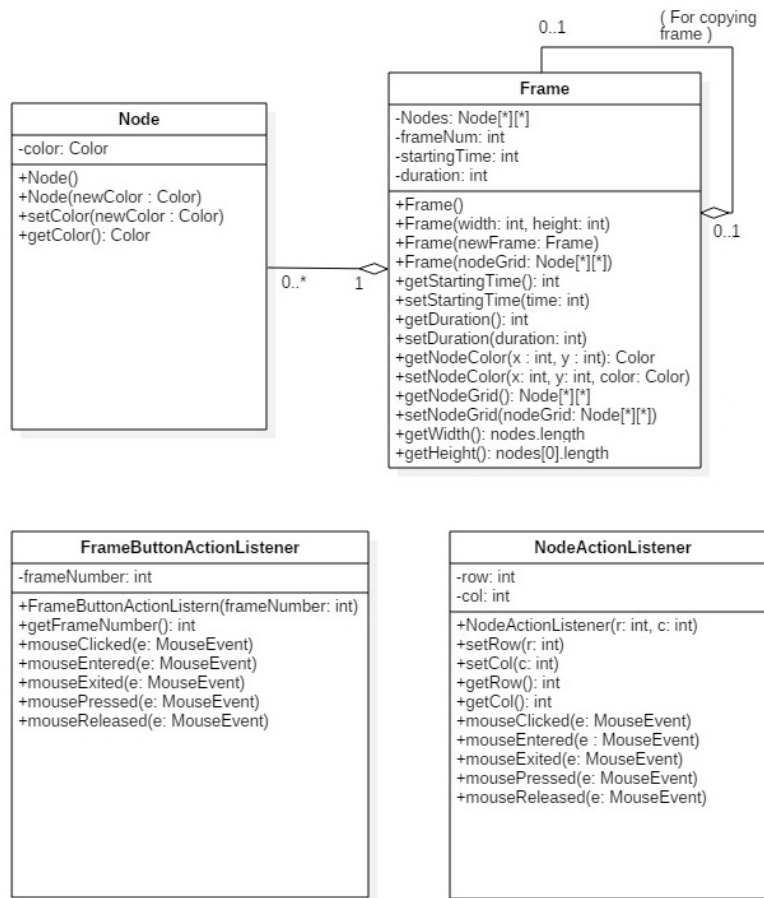 Node
-color: Color
+Node()
+Node(newColor : Color)
+setColor(newColor : Color)
+getColor(): Color
0..*
1
0..1
( For copying
frame )
Frame
-Nodes: Node[*][*]
-frameNum: int
-startingTime: int
-duration: int
+Frame()
+Frame(width: int, height: int)
+Frame(newFrame: Frame)
+Frame(nodeGrid: Node[*][*])
+getStartingTime(): int
+setStartingTime(time: int)
+getDuration(): int
+setDuration(duration: int)
+getNodeColor(x : int, y : int): Color
+setNodeColor(x: int, y: int, color: Color)
+getNodeGrid(): Node[*][*]
+setNodeGrid(nodeGrid: Node[*][*])
+getWidth(): nodes.length
+getHeight(): nodes[0].length
0..1
FrameButtonActionListener
-frameNumber: int
+FrameButtonActionListern(frameNumber: int)
+getFrameNumber(): int
+mouseClicked(e: MouseEvent)
+mouseEntered(e: MouseEvent)
+mouseExited(e: MouseEvent)
+mousePressed(e: MouseEvent)
+mouseReleased(e: MouseEvent)
NodeActionListener
-row: int
-col: int
+NodeActionListener(r: int, c: int)
+setRow(r: int)
+setCol(c: int)
+getRow(): int
+getCol(): int
+mouseClicked(e: MouseEvent)
+mouseEntered(e : MouseEvent)
+mouseExited(e: MouseEvent)
+mousePressed(e: MouseEvent)
+mouseReleased(e: MouseEvent)